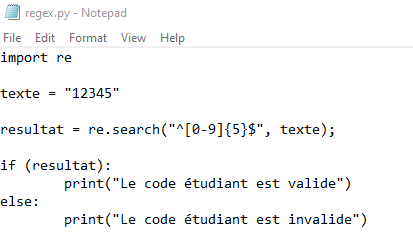 regex.py - Notepad
File Edit Format View Help
import re
texte = "12345"
resultat = re.search("^[0-9]{5}$", texte);
if (resultat):
print("Le code étudiant est valide")
else:
print("Le code étudiant est invalide")